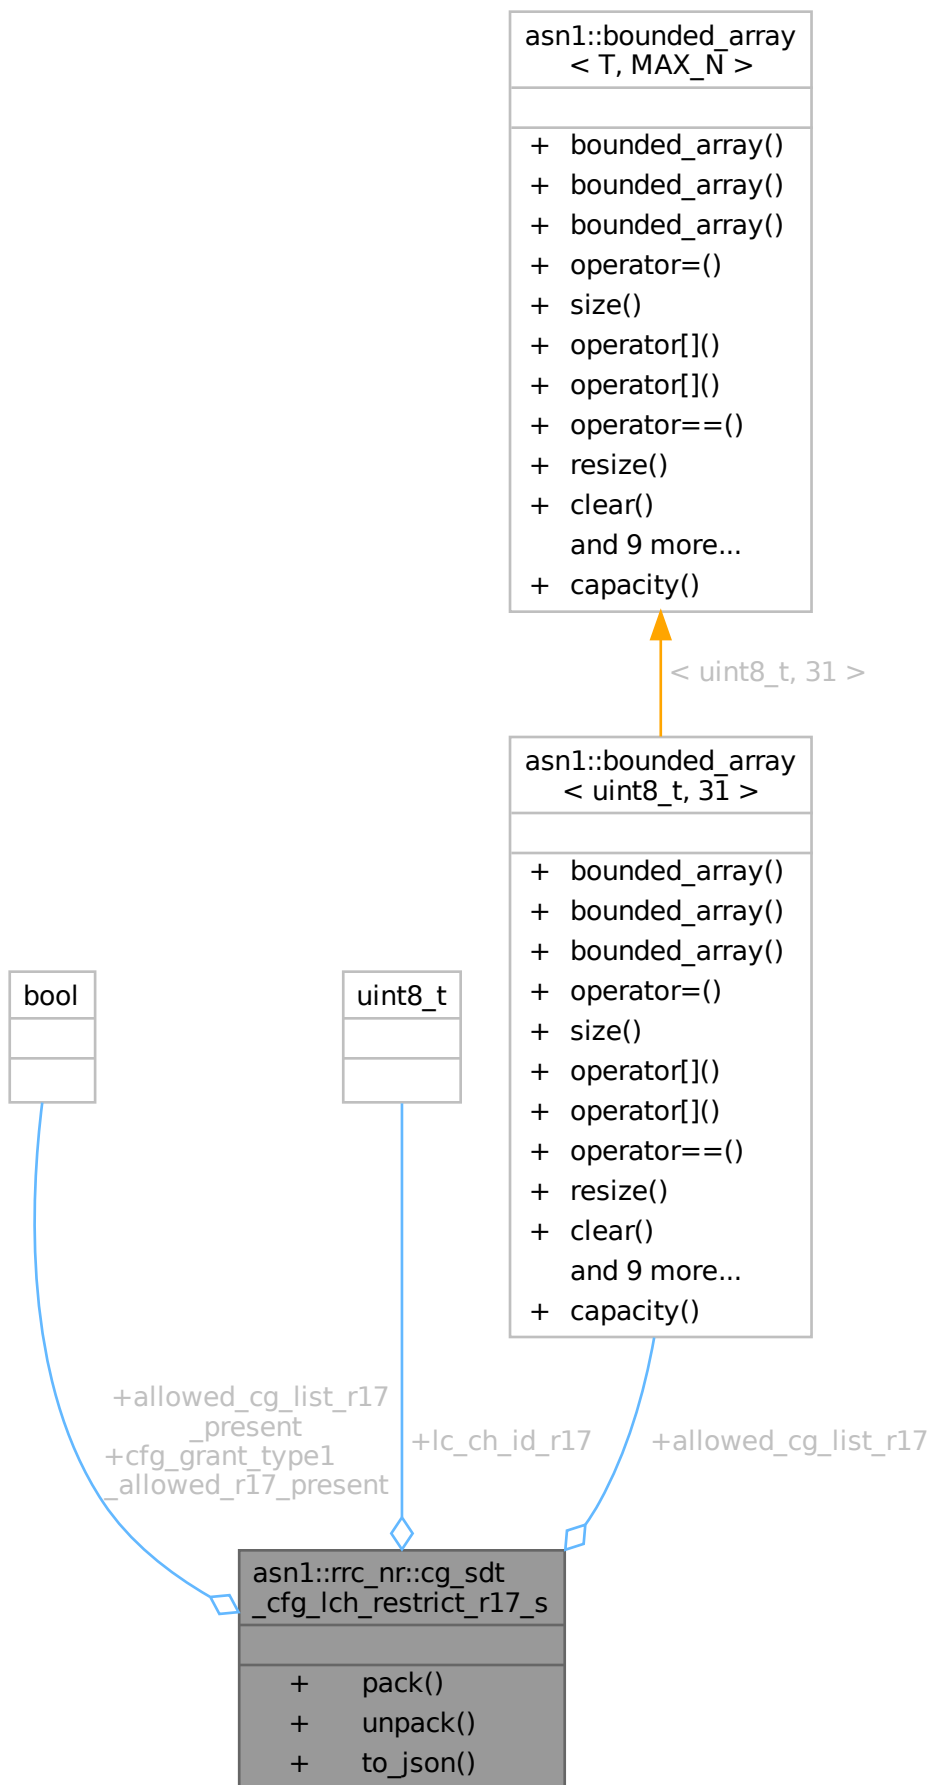 asn1::bounded_array
< T, MAX_N >
+ bounded_array()
+ bounded_array()
+ bounded_array()
+ operator=()
+ size()
+ operator[]()
+ operator[]()
+ operator==()
+ resize()
+ clear()
and 9 more...
+ capacity()
< uint8_t, 31 >
asn1::bounded_array
< uint8_t, 31 >
+ bounded_array()
+ bounded_array()
+ bounded_array()
+ operator=()
+ size()
+ operator[]()
+ operator[]()
+ operator==()
+ resize()
+ clear()
and 9 more...
+ capacity()
bool
uint8_t
+allowed_cg_list_r17
_present
+cfg_grant_type1
_allowed_r17_present
+lc_ch_id_r17
+allowed_cg_list_r17
asn1::rrc_nr::cg_sdt
_cfg_lch_restrict_r17_s
+ pack()
+ unpack()
+ to_json()